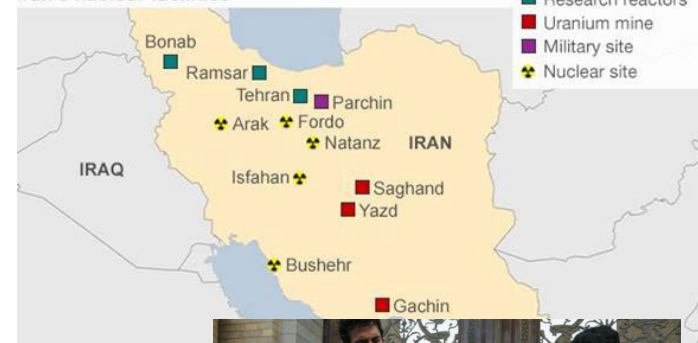 Research reactors
Uranium mine
Military site
Nuclear site
Bonab
Ramsar
Tehran
Parchin
Arak
Fordo
Natanz
IRAN
IRAQ
Isfahan
Saghand
Yazd
Bushehr
Gachin